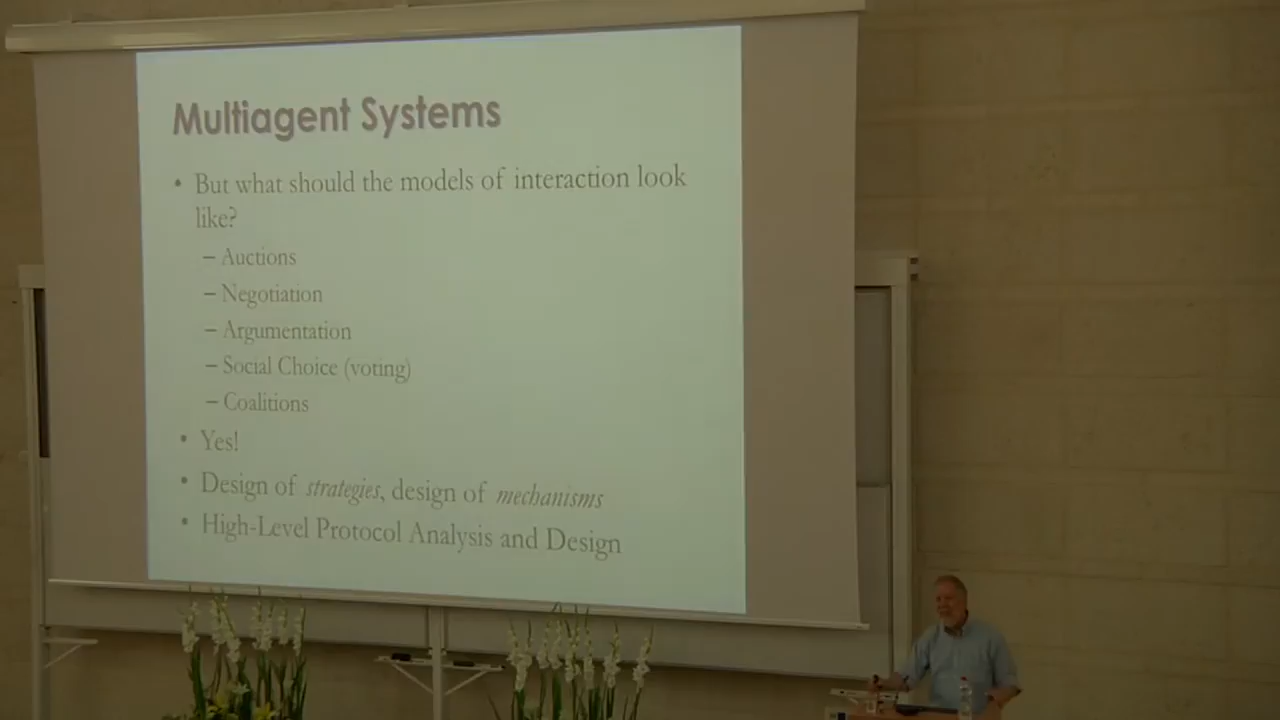 Multiagent Systems
• But what should the models of interaction look
like?
– Auctions
– Negotiation
– Argumentation
– Social Choice (voting)
– Coalitions
• Yes!
• Design of strategies, design of mechanisms
• High-Level Protocol Analysis and Design